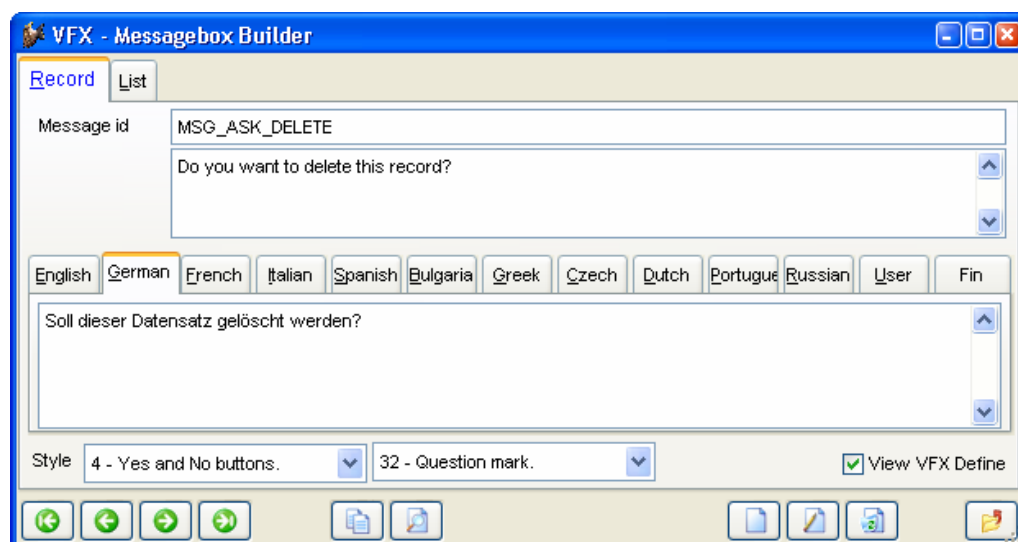 VFX - Messagebox Builder
Record List
Message id MSG_ASK_DELETE
Do you want to delete this record?
English German French Italian Spanish Bulgaria Greek Czech Dutch Portugue Russian User Fin
Soll dieser Datensatz gelöscht werden?
Style 4 - Yes and No buttons. 32 - Question mark. View VFX Define